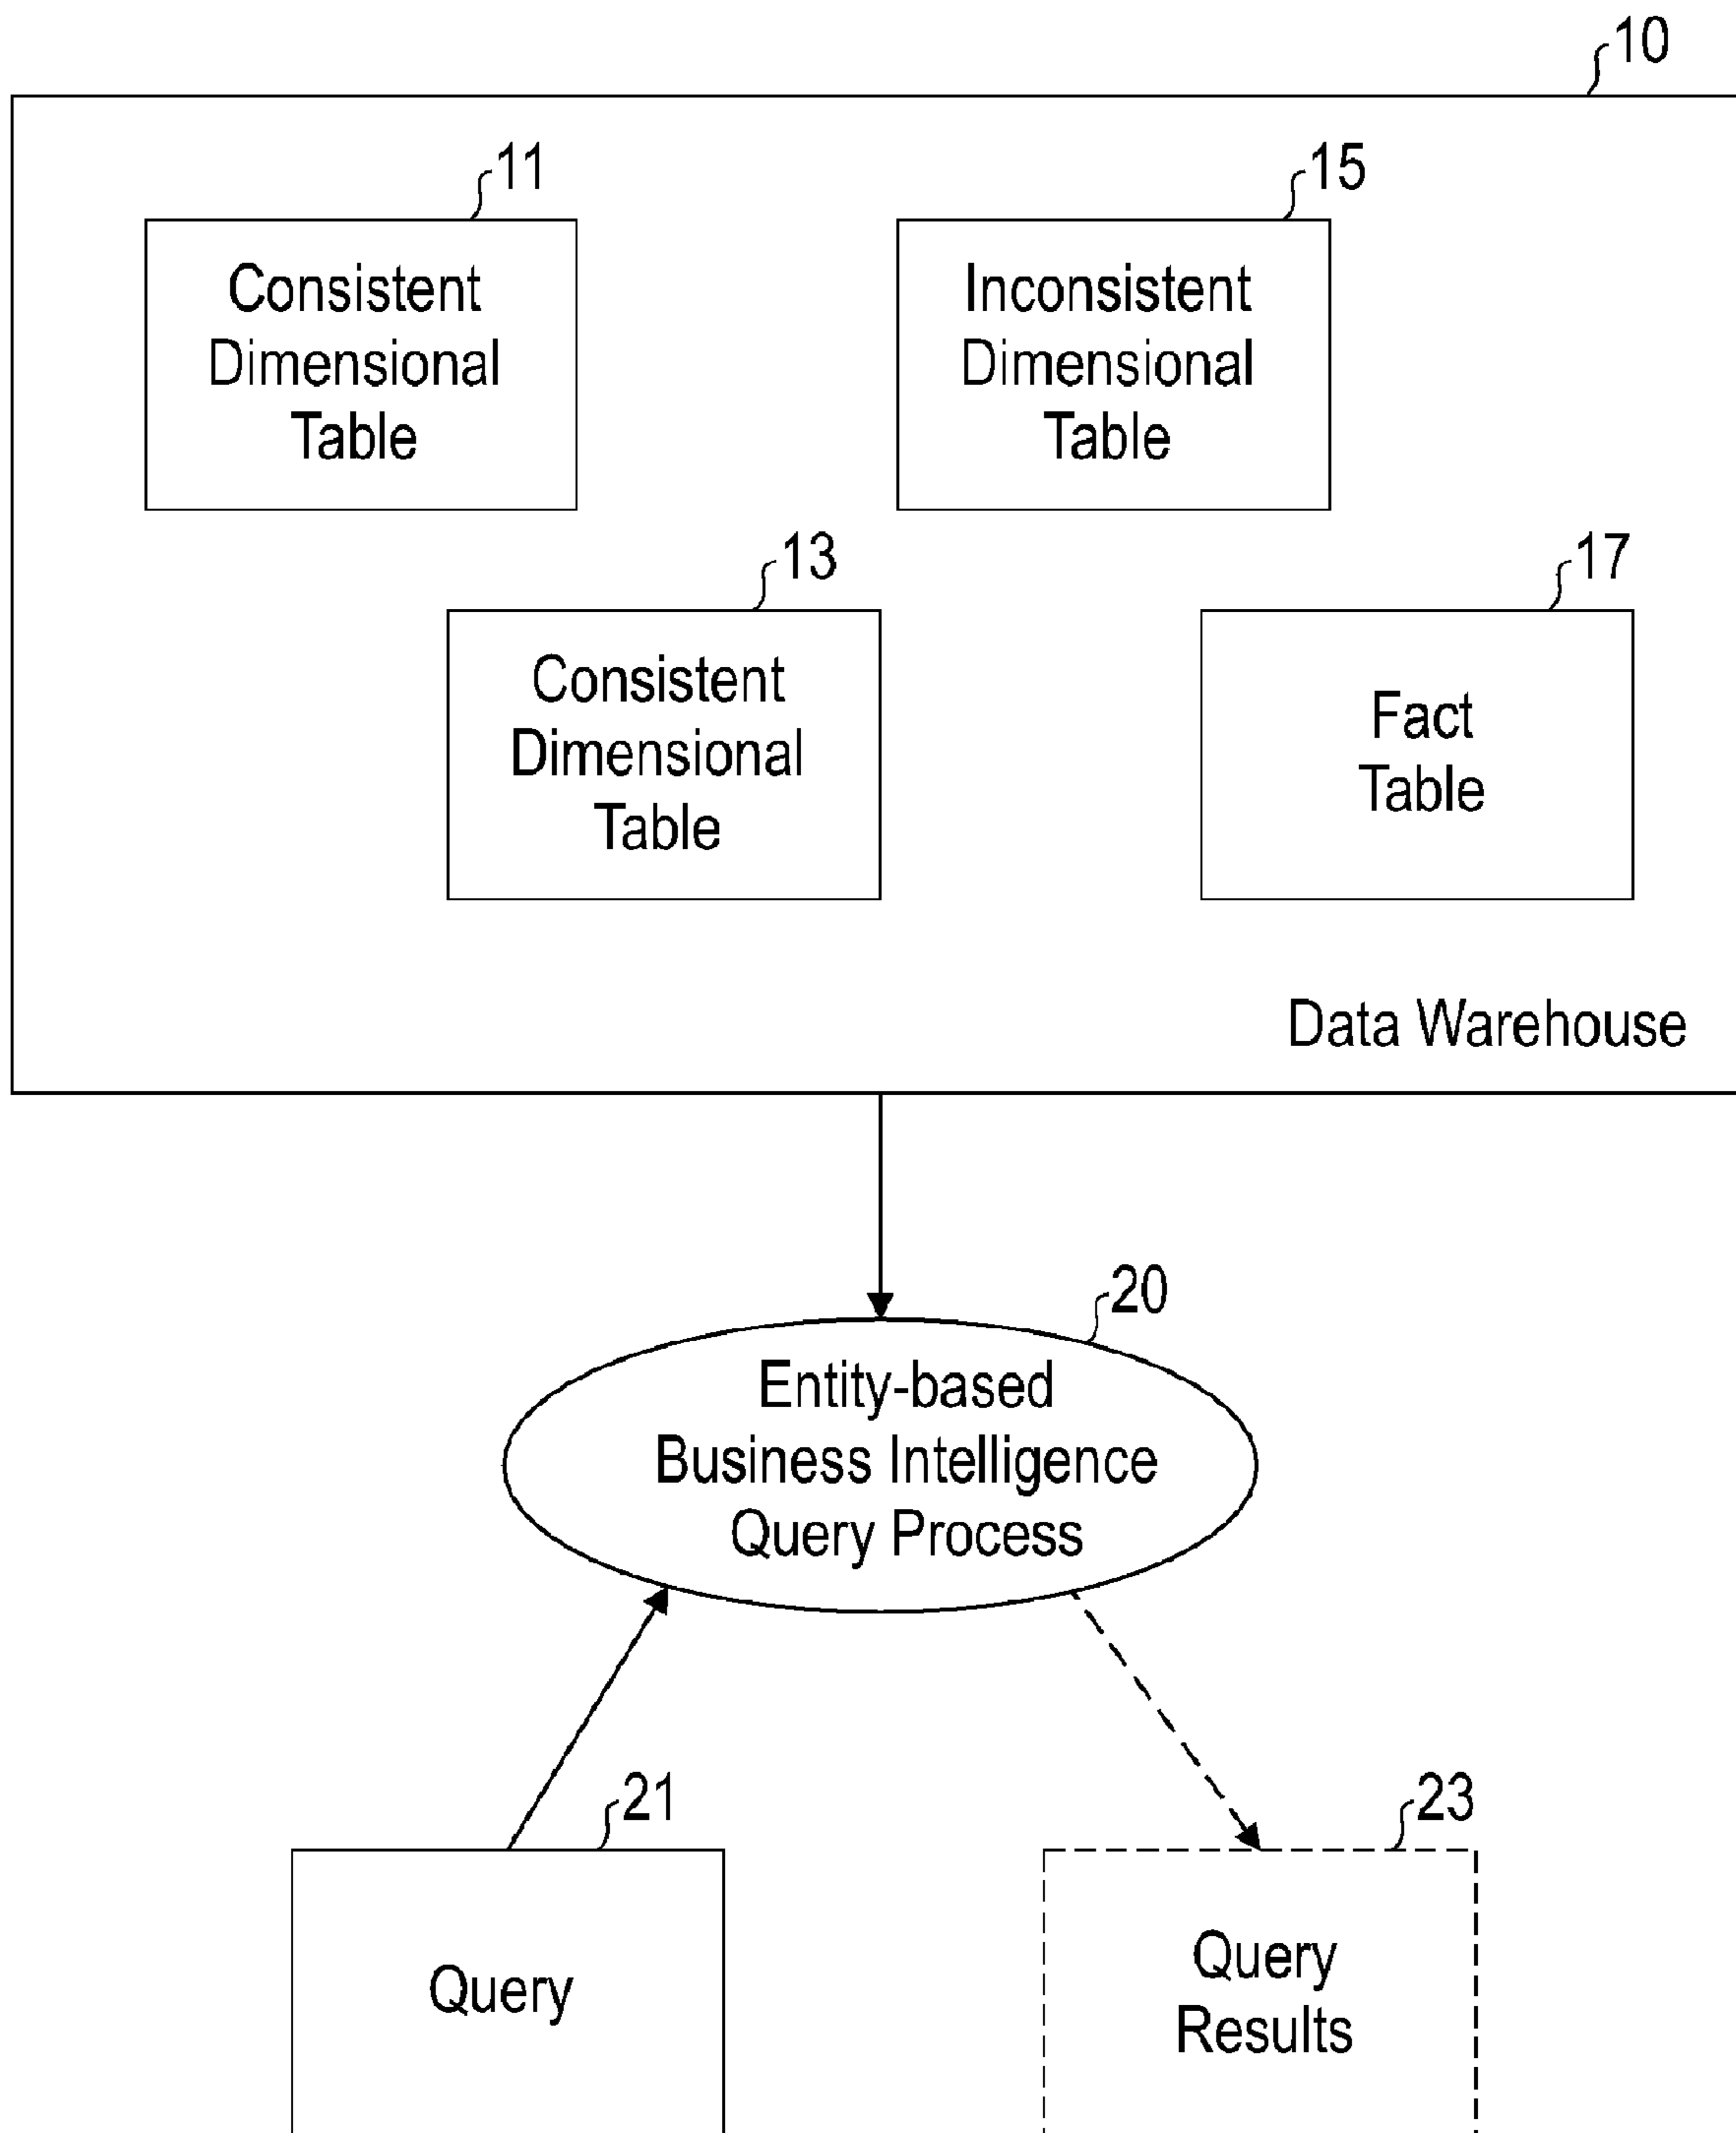 10
11
Consistent
Dimensional
Table
15
Inconsistent
Dimensional
Table
13
Consistent
Dimensional
Table
17
Fact
Table
Data Warehouse
20
Entity-based
Business Intelligence
Query Process
21
Query
23
Query
Results